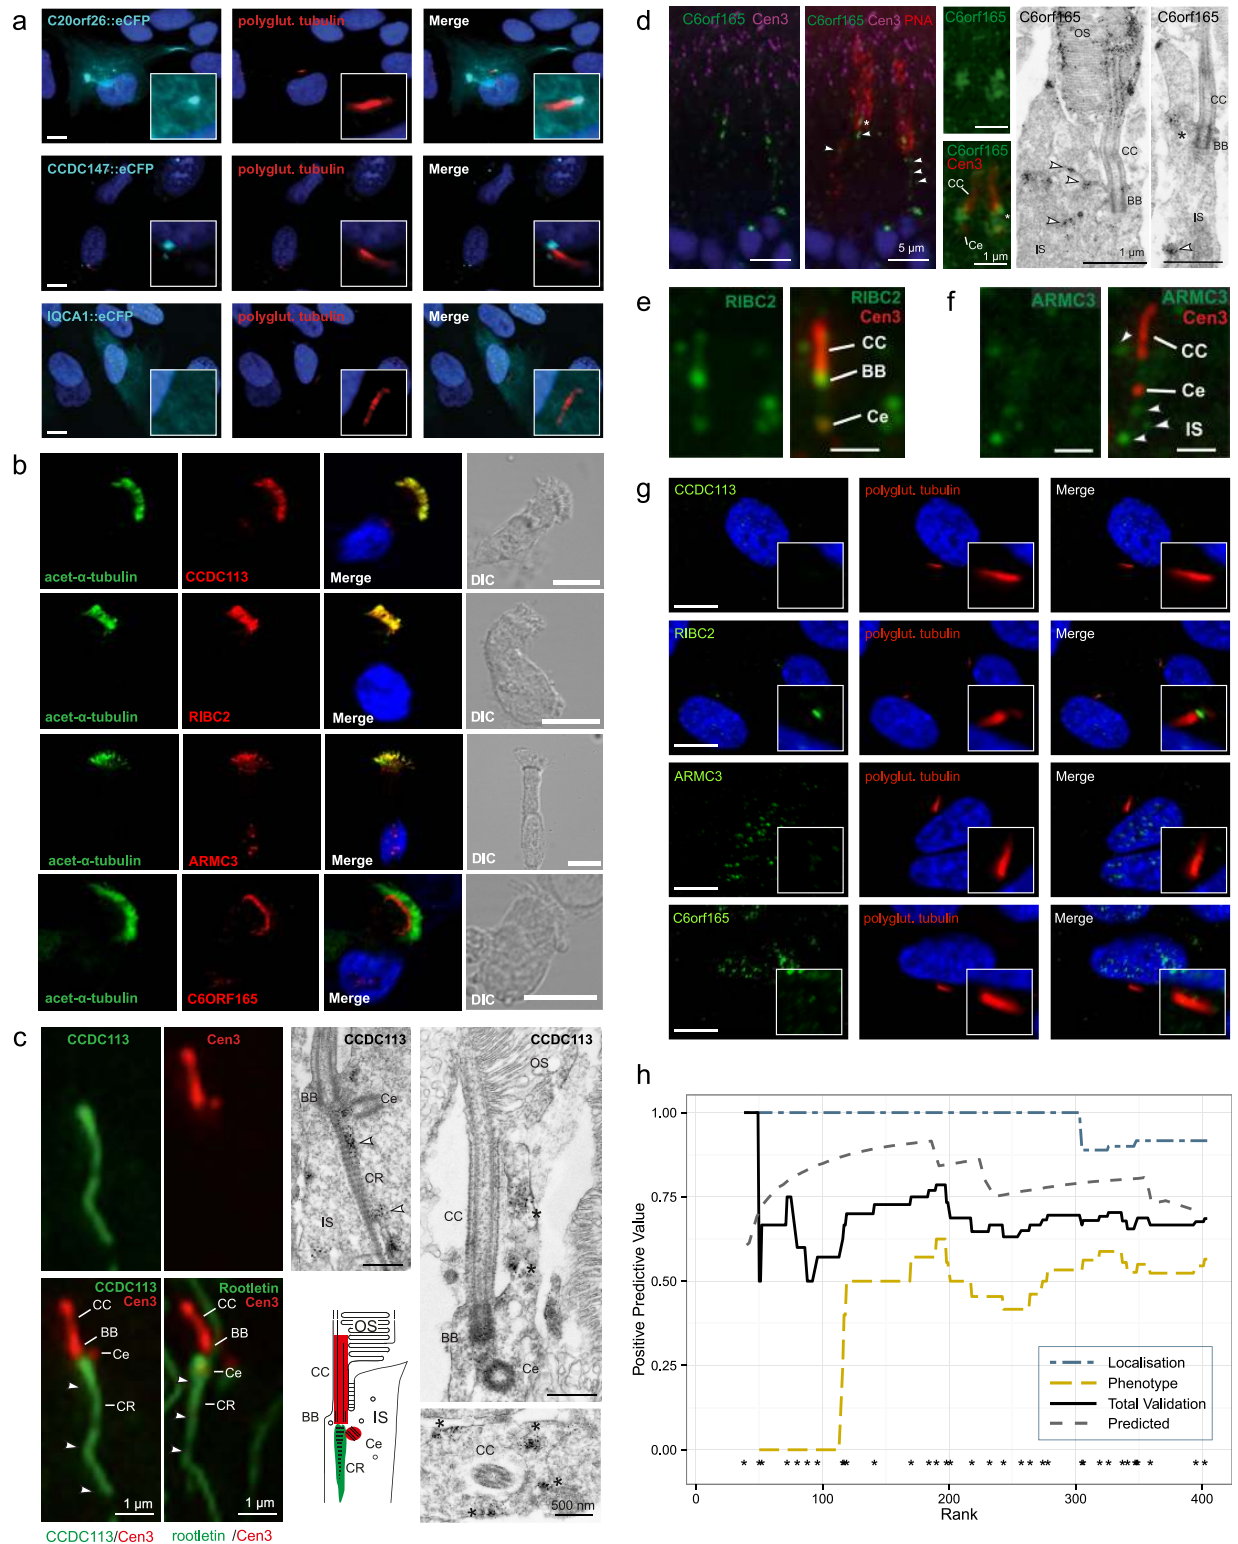 a
C20orf26::eCFP polyglut. tubulin Merge
CCDC147::eCFP polyglut. tubulin Merge
IQCA1::eCFP polyglut. tubulin Merge
b
acet-α-tubulin CCDC113 Merge DIC
acet-α-tubulin RIBC2 Merge DIC
acet-α-tubulin ARMC3 Merge DIC
acet-α-tubulin C6ORF165 Merge DIC
c
CCDC113 Cen3 CCDC113 CCDC113
OS
BB Ce
CR
IS
CC
BB
Ce
CCDC113 Rootletin
Cen3 Cen3
CC CC
BB BB
Ce Ce
CR CR
1 µm 1 µm
CCDC113/Cen3 rootletin /Cen3
OS
CC
BB IS
Ce
CR
* *
* * * *
CC
500 nm
d
C6orf165 Cen3 C6orf165 Cen3 PNA C6orf165 C6orf165 C6orf165
OS
*
C6orf165
Cen3
CC
*
Ce
5 µm 1 µm
CC
BB
IS
1 µm
CC
*
BB
IS
e
RIBC2 RIBC2
Cen3
CC
BB
Ce
f
ARMC3 ARMC3
Cen3
CC
Ce
IS
g
CCDC113 polyglut. tubulin Merge
RIBC2 polyglut. tubulin Merge
ARMC3 polyglut. tubulin Merge
C6orf165 polyglut. tubulin Merge
h
Positive Predictive Value
1.00
0.75
0.50
0.25
0.00
Localisation
Phenotype
Total Validation
Predicted
0 100 200 300 400
Rank